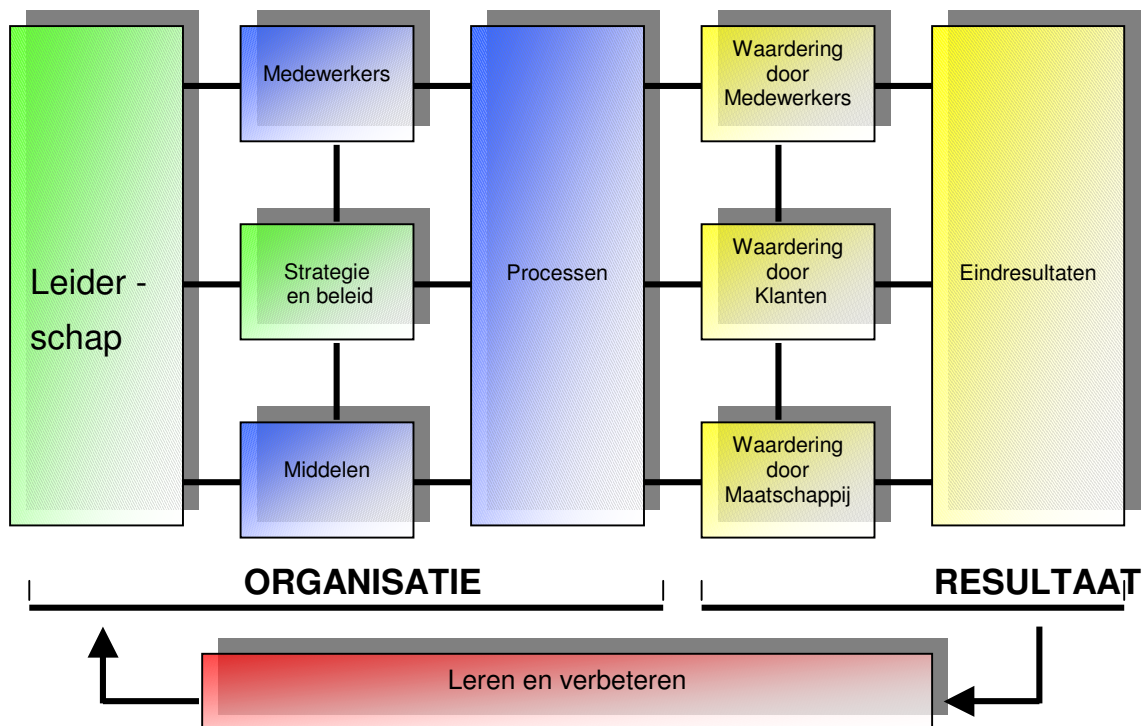 Leider -
schap
Medewerkers
Strategie
en beleid
Middelen
Processen
Waardering
door
Medewerkers
Waardering
door
Klanten
Waardering
door
Maatschappij
Eindresultaten
ORGANISATIE
RESULTAAT
Leren en verbeteren